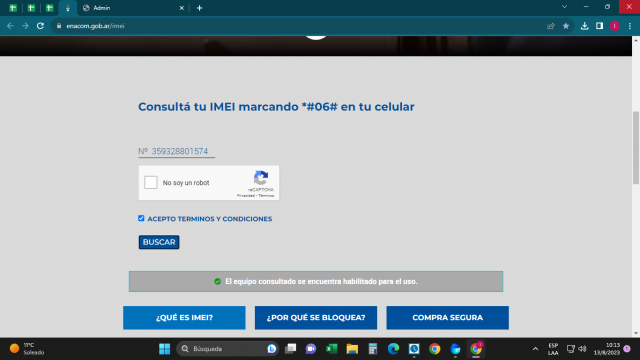 Admin
enacom.gob.ar/imei
Consultá tu IMEI marcando *#06# en tu celular
Nº 359328801574
No soy un robot
reCAPTCHA
Privacidad - Términos
ACEPTO TERMINOS Y CONDICIONES
BUSCAR
El equipo consultado se encuentra habilitado para el uso.
¿QUÉ ES IMEI?
¿POR QUÉ SE BLOQUEA?
COMPRA SEGURA
11°C
Soleado
Búsqueda
ESP
LAA
10:13
13/8/2023